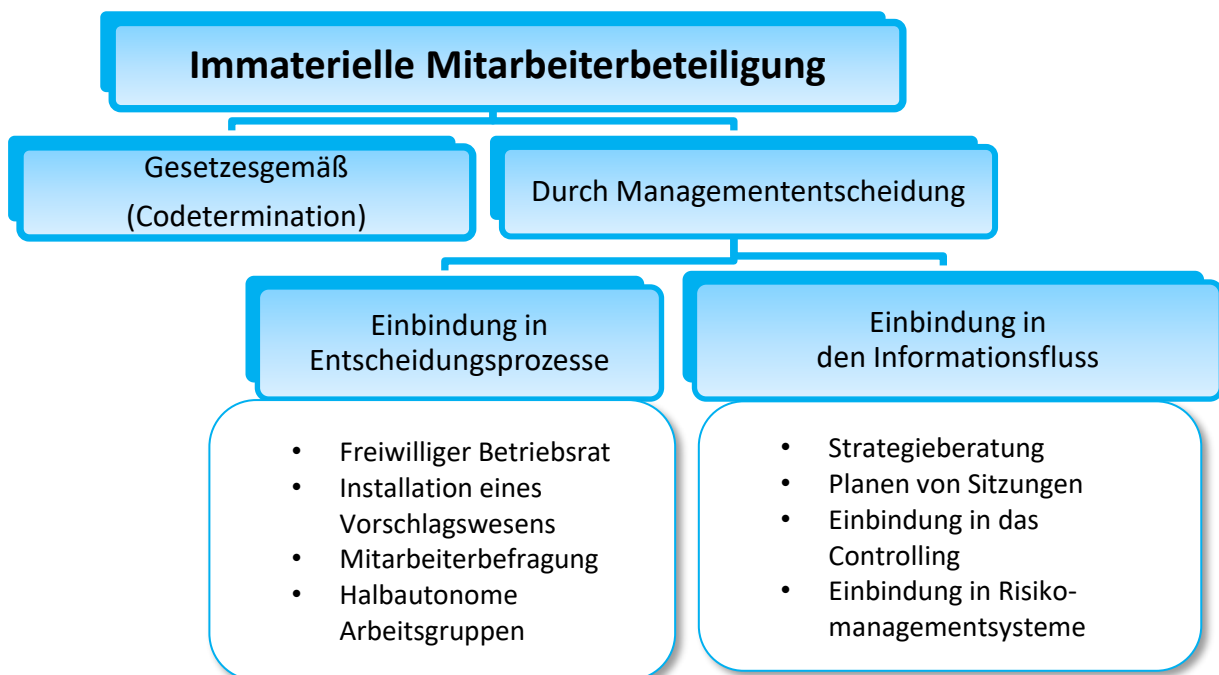 Immaterielle Mitarbeiterbeteiligung
Gesetzesgemäß
(Codetermination)
Durch Managemententscheidung
Einbindung in
Entscheidungsprozesse
• Freiwilliger Betriebsrat
• Installation eines
Vorschlagswesens
• Mitarbeiterbefragung
• Halbautonome
Arbeitsgruppen
Einbindung in
den Informationsfluss
• Strategieberatung
• Planen von Sitzungen
• Einbindung in das
Controlling
• Einbindung in Risiko-
managementsysteme